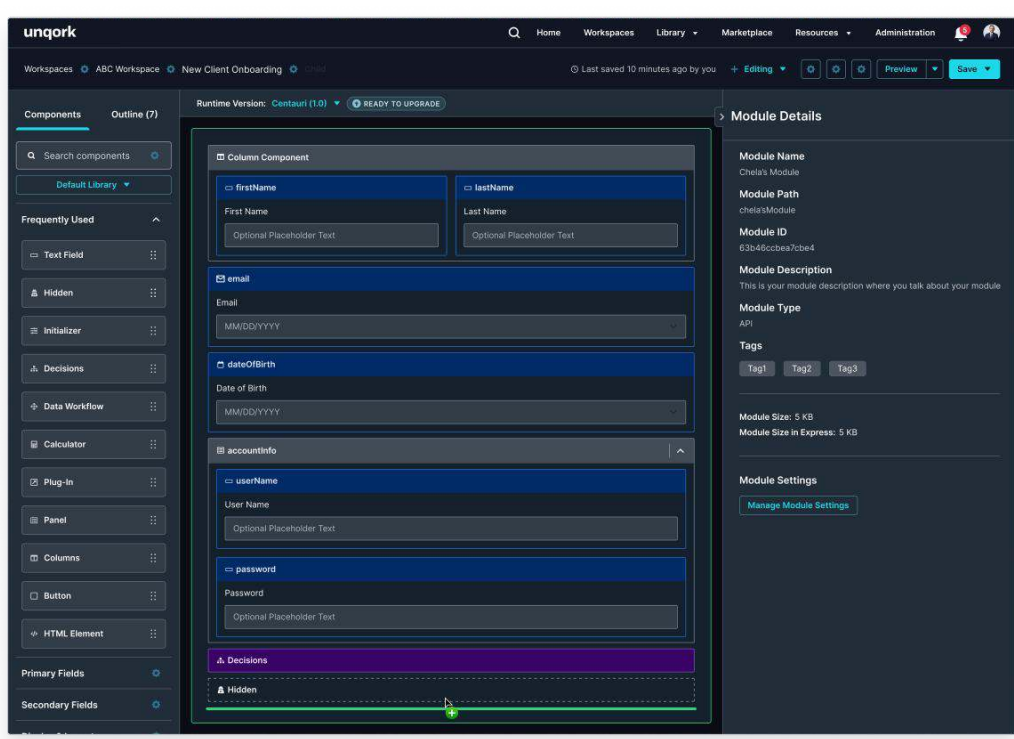 unqork
Home Workspaces Library Marketplace Resources Administration 5
Workspaces ABC Workspace New Client Onboarding Child
Last saved 10 minutes ago by you + Editing Preview Save
Components Outline (7)
Search components
Default Library
Frequently Used
Text Field
Hidden
Initializer
Decisions
Data Workflow
Calculator
Plug-In
Panel
Columns
Button
HTML Element
Primary Fields
Secondary Fields
Runtime Version: Centauri (1.0) READY TO UPGRADE
Column Component
firstName lastName
First Name Last Name
Optional Placeholder Text Optional Placeholder Text
email
Email
MM/DD/YYYY
dateOfBirth
Date of Birth
MM/DD/YYYY
accountInfo
userName
User Name
Optional Placeholder Text
password
Password
Optional Placeholder Text
Decisions
Hidden
Module Details
Module Name
Chela's Module
Module Path
chela'sModule
Module ID
63b46ccbea7cbe4
Module Description
This is your module description where you talk about your module
Module Type
API
Tags
Tag1 Tag2 Tag3
Module Size: 5 KB
Module Size in Express: 5 KB
Module Settings
Manage Module Settings